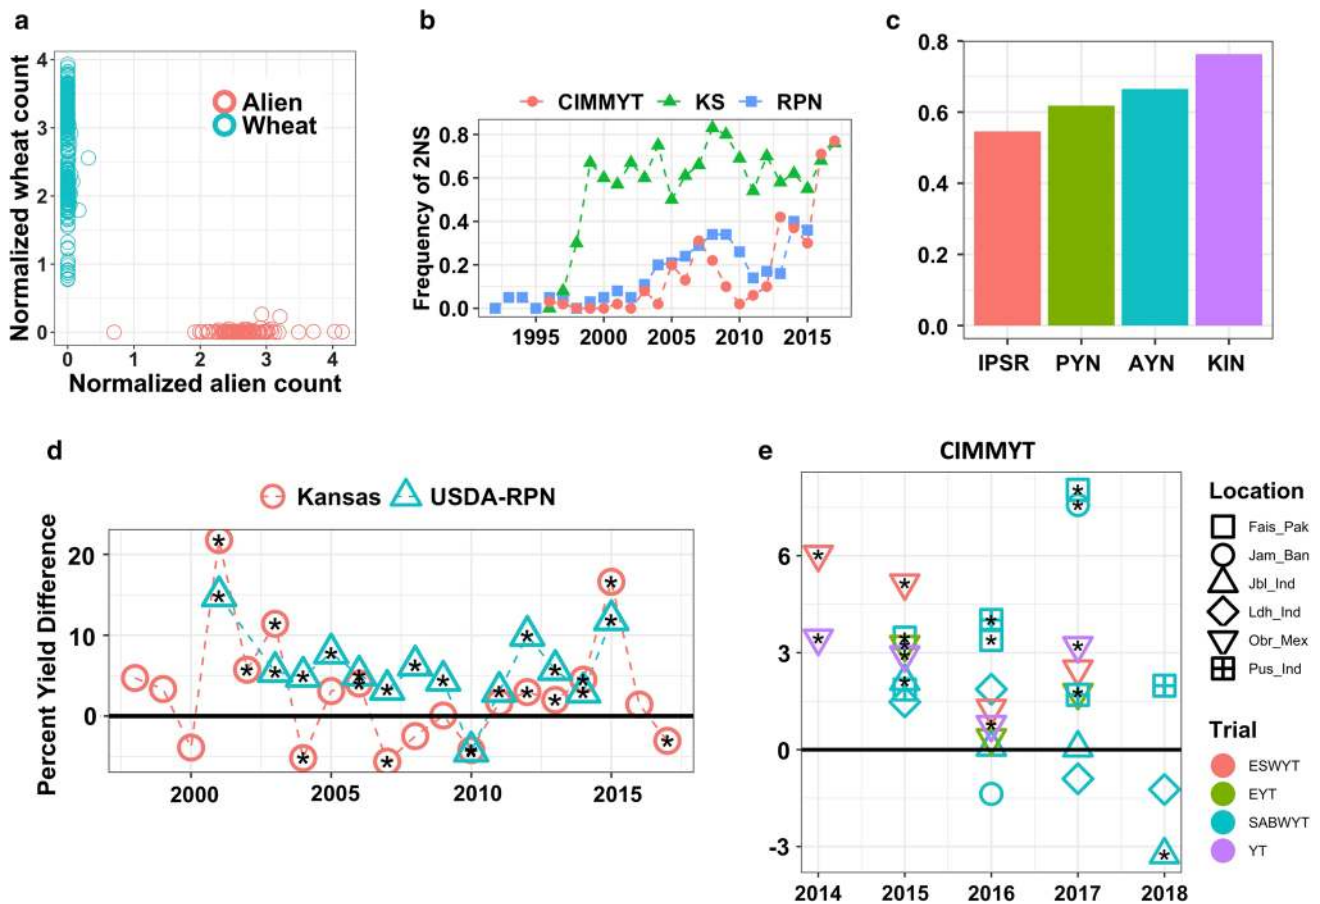 a
Normalized wheat count
4
3
2
1
0
Alien
Wheat
0 1 2 3 4
Normalized alien count
b
CIMMYT KS RPN
Frequency of 2NS
0.8
0.6
0.4
0.2
0.0
1995 2000 2005 2010 2015
c
0.8
0.6
0.4
0.2
0.0
IPSR PYN AYN KIN
d
Kansas USDA-RPN
Percent Yield Difference
20
10
0
2000 2005 2010 2015
e
CIMMYT
6
3
0
-3
2014 2015 2016 2017 2018
Location
Fais_Pak
Jam_Ban
Jbl_Ind
Ldh_Ind
Obr_Mex
Pus_Ind
Trial
ESWYT
EYT
SABWYT
YT